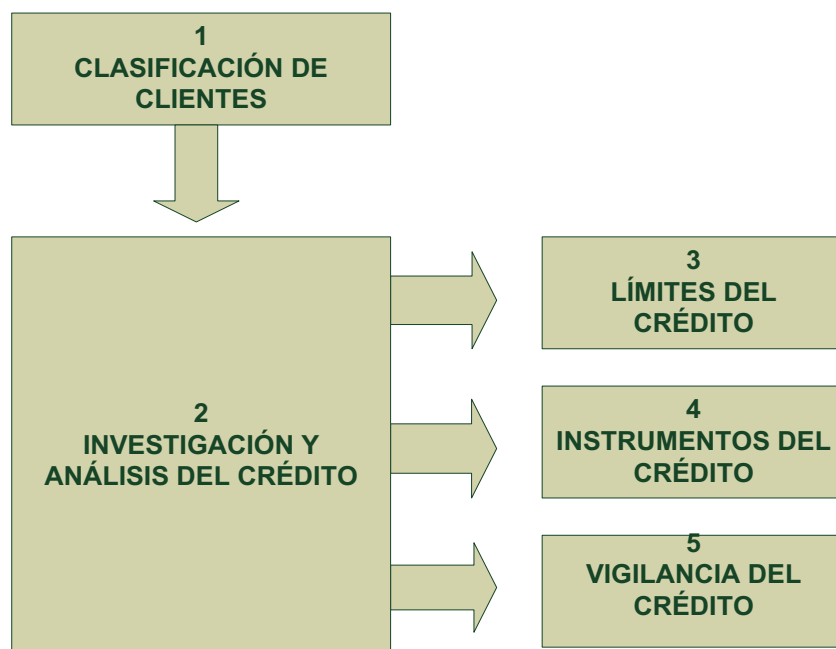 1
CLASIFICACIÓN DE
CLIENTES
2
INVESTIGACIÓN Y
ANÁLISIS DEL CRÉDITO
3
LÍMITES DEL
CRÉDITO
4
INSTRUMENTOS DEL
CRÉDITO
5
VIGILANCIA DEL
CRÉDITO